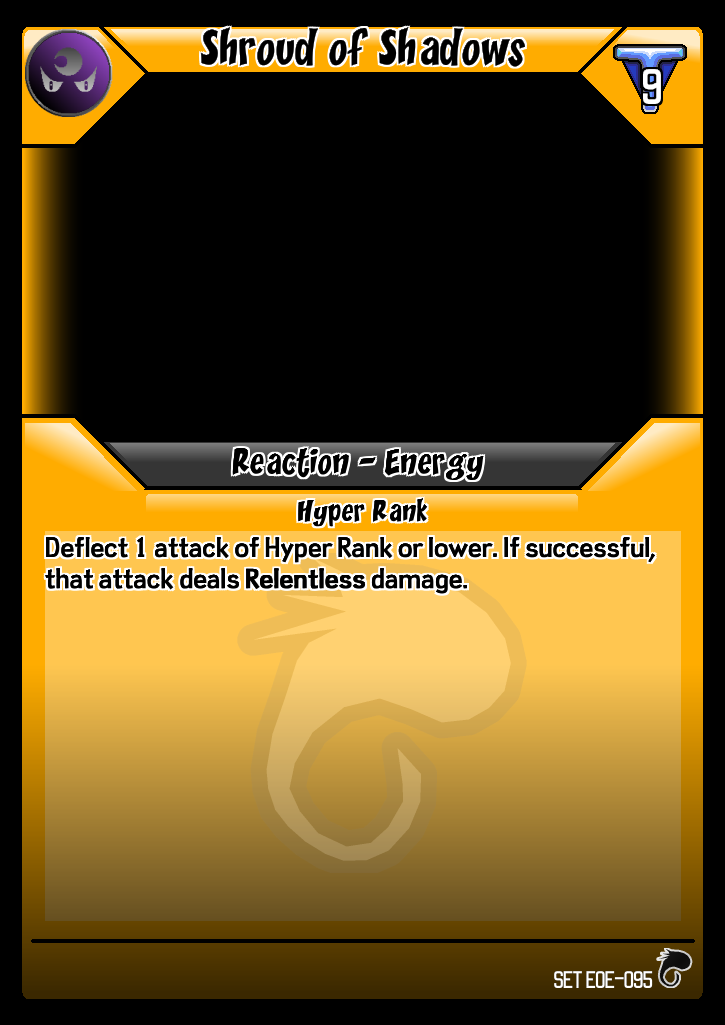 Shroud of Shadows
9
Reaction - Energy
Hyper Rank
Deflect 1 attack of Hyper Rank or lower. If successful,
that attack deals Relentless damage.
SET EOE-095